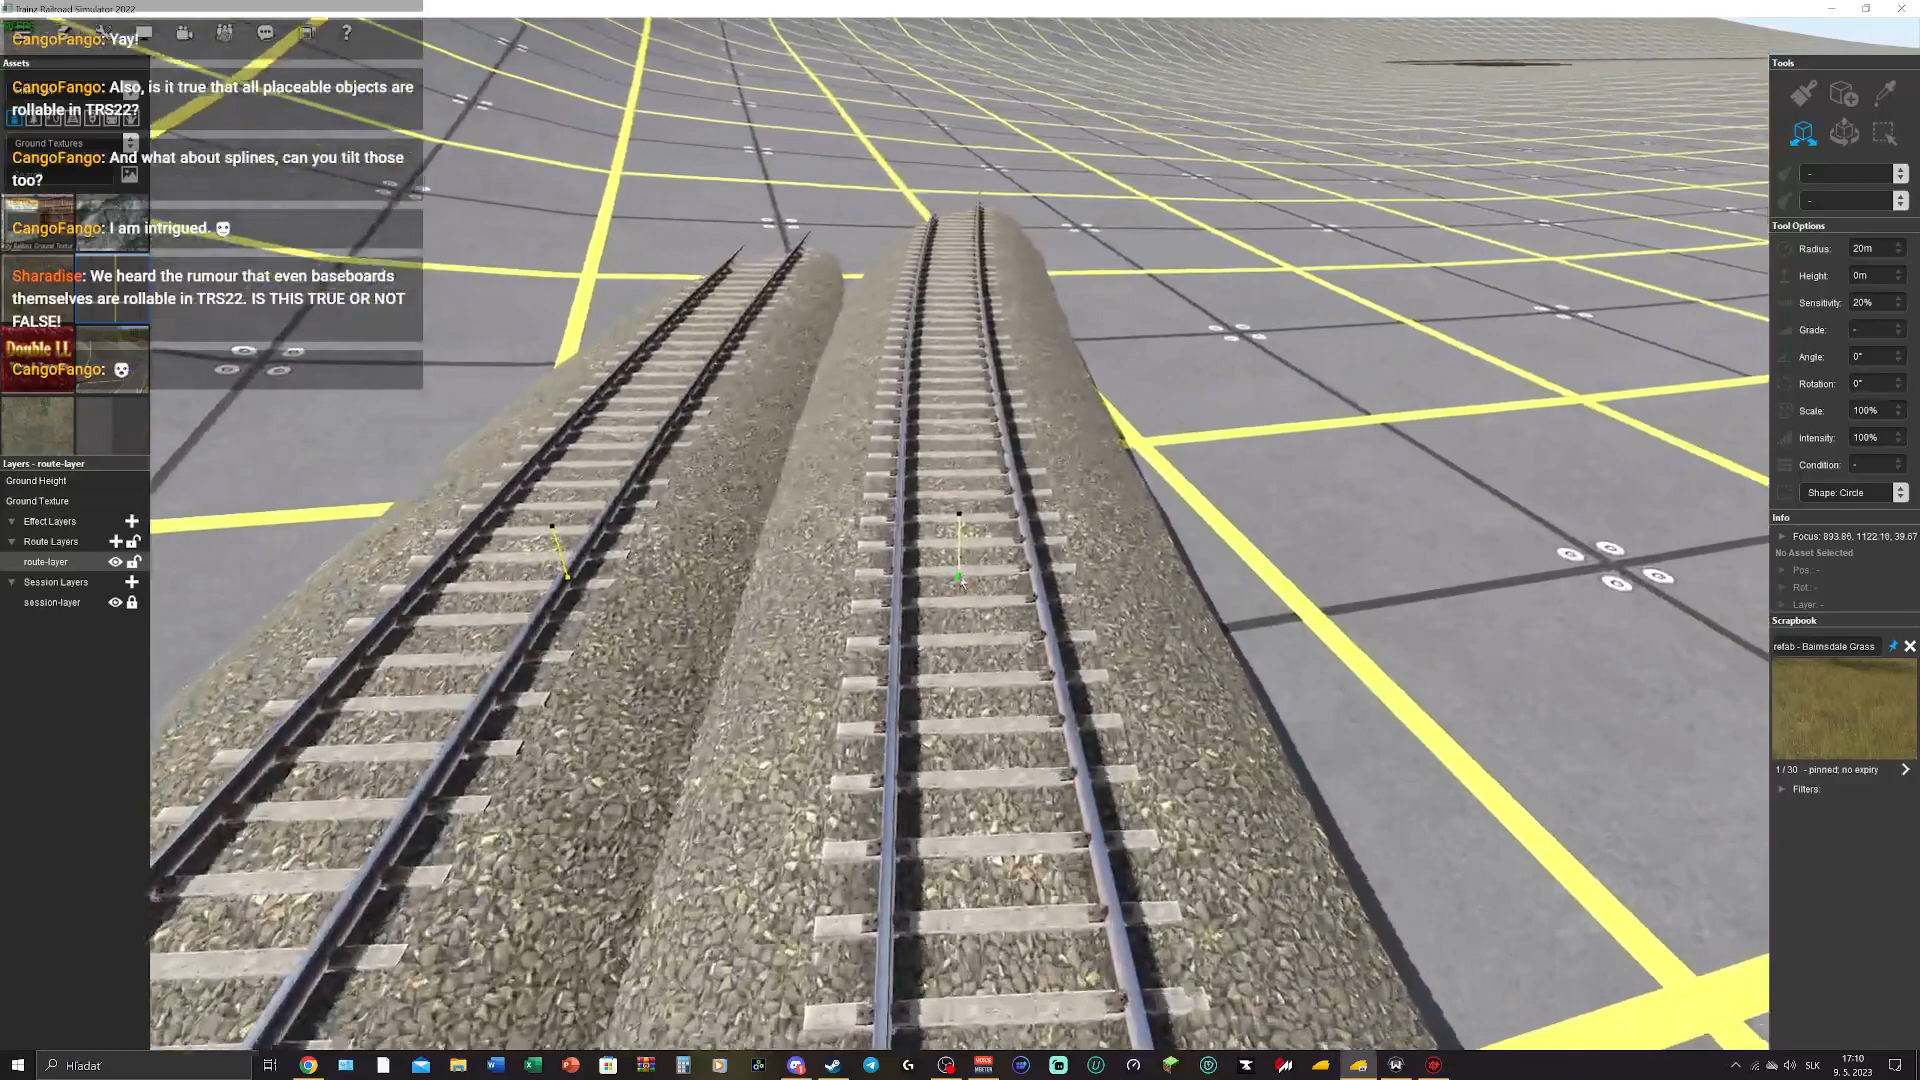 Trainz Railroad Simulator 2022
CangoFango: Yay!
Assets
CangoFango: Also, is it true that all placeable objects are
rollable in TRS22?
Ground Textures
CangoFango: And what about splines, can you tilt those
too?
CangoFango: I am intrigued.
Sharadise: We heard the rumour that even baseboards
themselves are rollable in TRS22. IS THIS TRUE OR NOT
FALSE!
Double LL
CangoFango:
Layers - route-layer
Ground Height
Ground Texture
Effect Layers
Route Layers
route-layer
Session Layers
session-layer
Tools
-
-
Tool Options
Radius: 20m
Height: 0m
Sensitivity: 20%
Grade: -
Angle: 0°
Rotation: 0°
Scale: 100%
Intensity: 100%
Condition: -
Shape: Circle
Info
Focus: 893.86, 1122.16, 39.67
No Asset Selected
Pos.: -
Rot.: -
Layer: -
Scrapbook
refab - Bairnsdale Grass
1 / 30 - pinned; no expiry
Filters:
Hľadať
VOICE
MEETER
SLK
17:10
9. 5. 2023